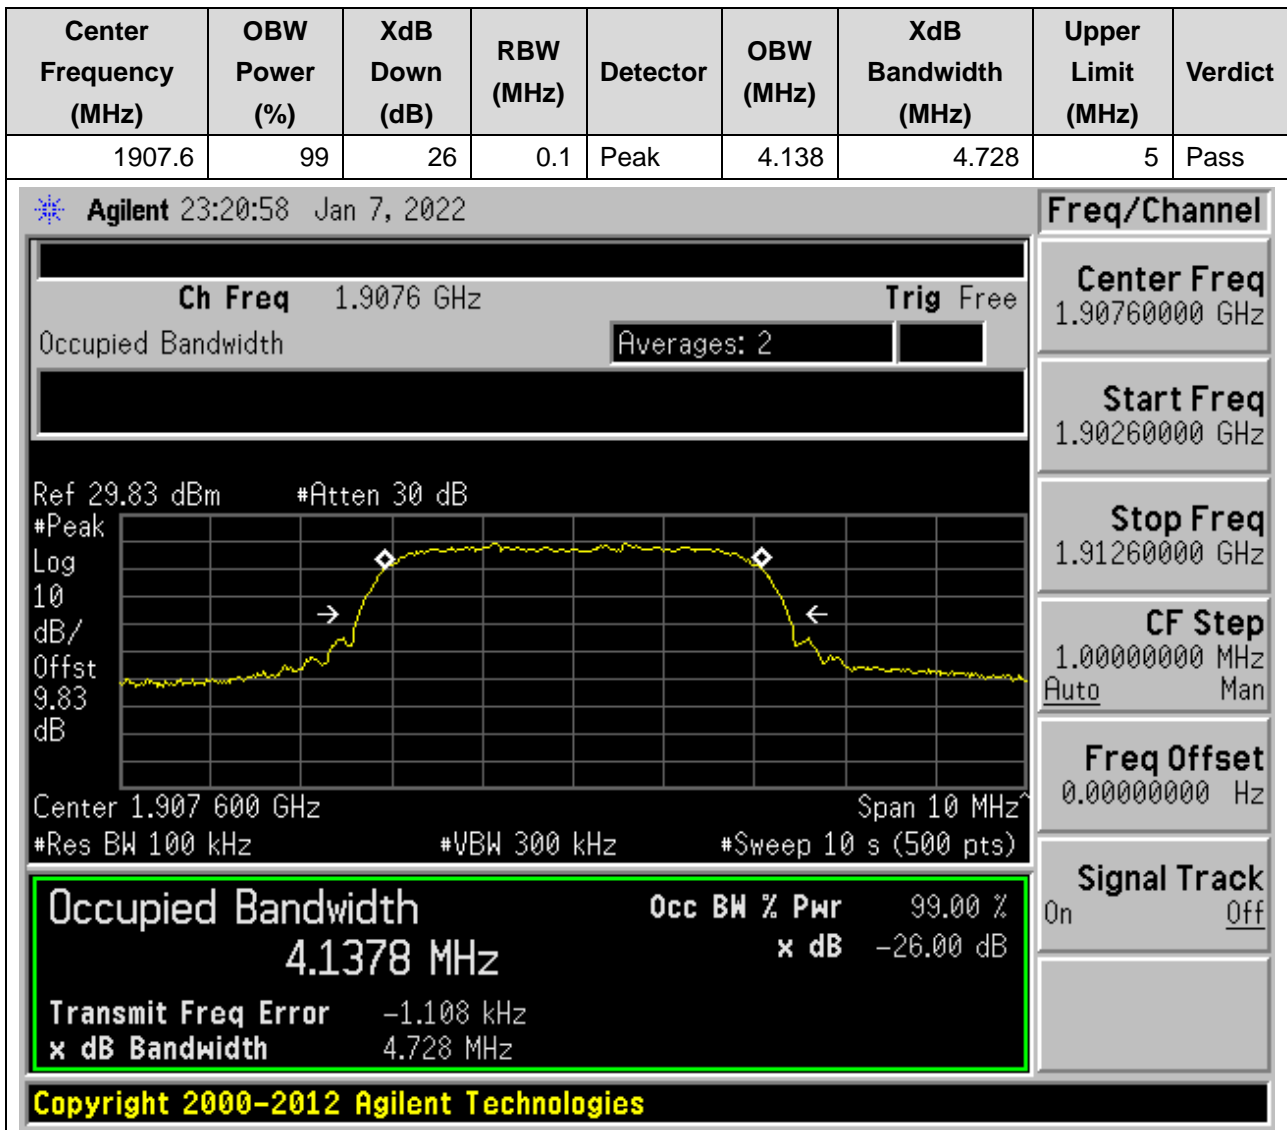 Center Frequency (MHz) OBW Power (%) XdB Down (dB) RBW (MHz) Detector OBW (MHz) XdB Bandwidth (MHz) Upper Limit (MHz) Verdict
1907.6 99 26 0.1 Peak 4.138 4.728 5 Pass
Agilent 23:20:58 Jan 7, 2022
Ch Freq 1.9076 GHz Trig Free
Occupied Bandwidth Averages: 2
Ref 29.83 dBm #Atten 30 dB
#Peak
Log
10
dB/
Offst
9.83
dB
Center 1.907 600 GHz Span 10 MHz^
#Res BW 100 kHz #VBW 300 kHz #Sweep 10 s (500 pts)
Occupied Bandwidth Occ BW % Pwr 99.00 %
4.1378 MHz x dB -26.00 dB
Transmit Freq Error -1.108 kHz
x dB Bandwidth 4.728 MHz
Copyright 2000-2012 Agilent Technologies
Freq/Channel
Center Freq
1.90760000 GHz
Start Freq
1.90260000 GHz
Stop Freq
1.91260000 GHz
CF Step
1.00000000 MHz
Auto Man
Freq Offset
0.00000000 Hz
Signal Track
On Off